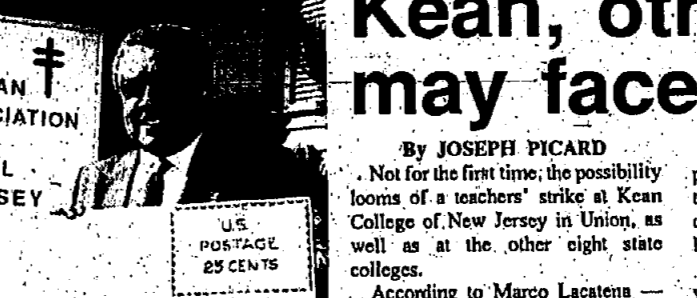 AN
CIATION
L
SEY
U.S.
POSTAGE
25 CENTS
Kean, oth
may face
By JOSEPH PICARD
Not for the first time, the possibility
looms of a teachers' strike at Kean
College of New Jersey in Union, as
well as at the other eight state
colleges.
According to Marco Lacatena —